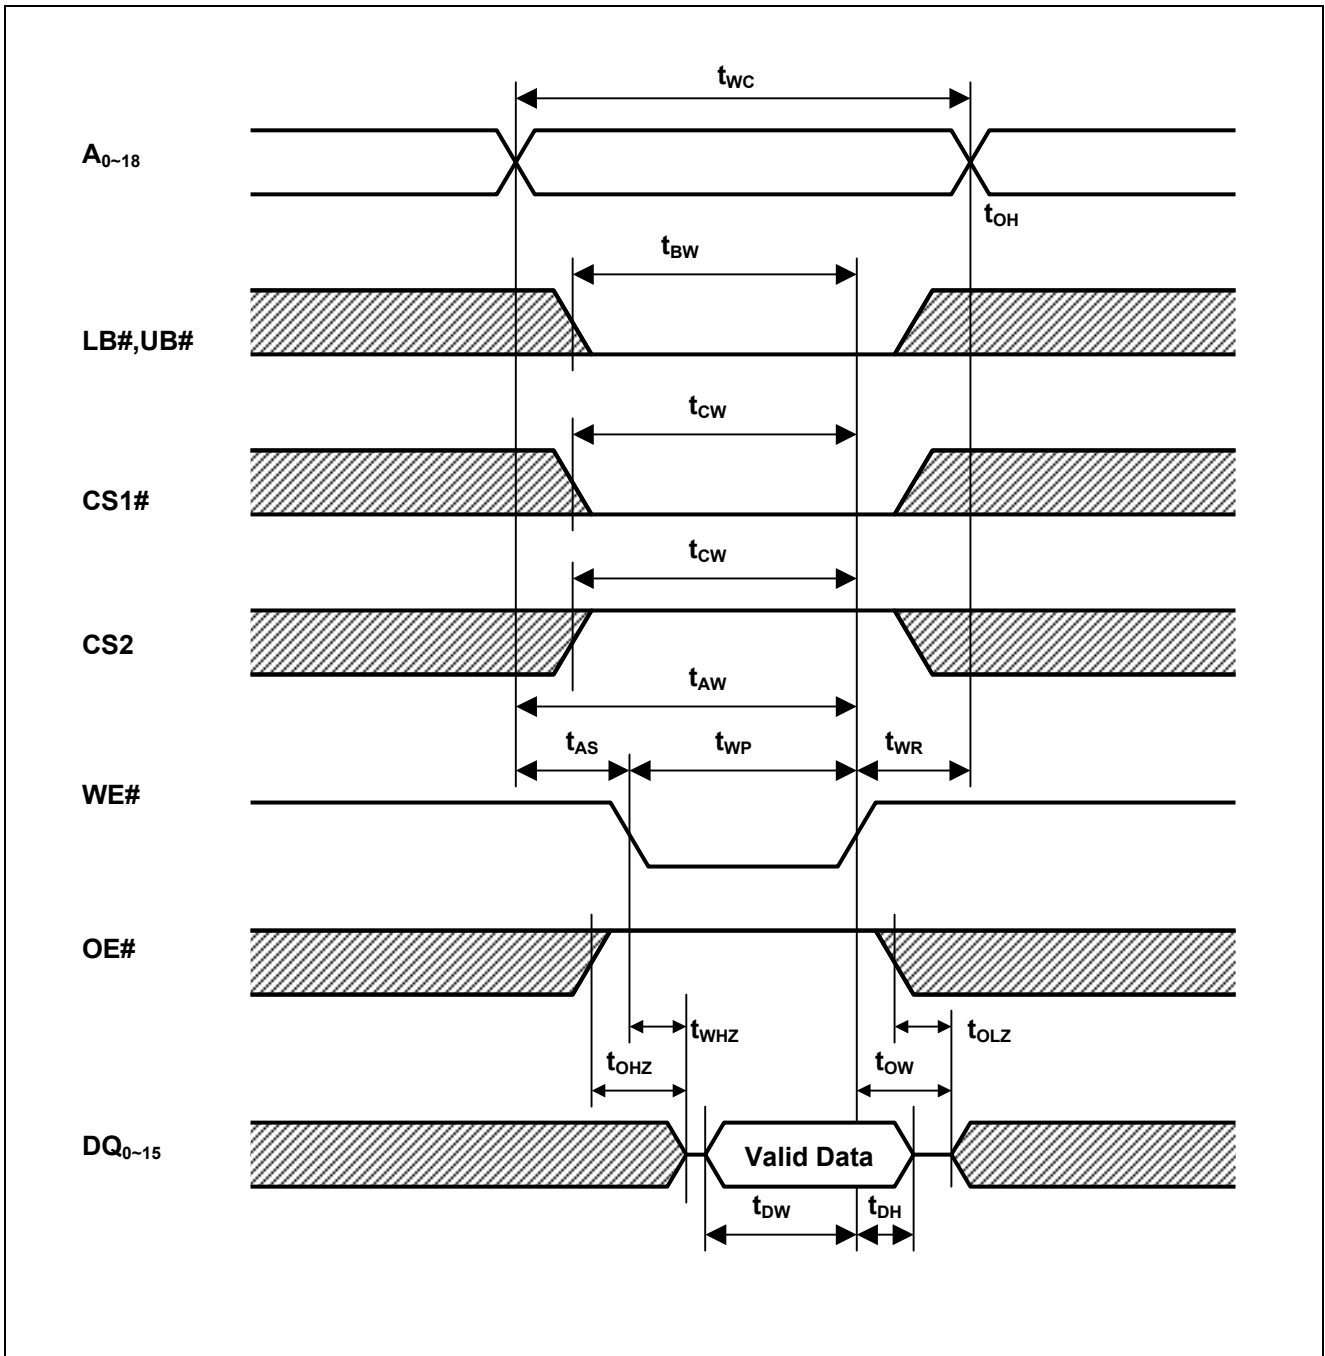 tWC
A0~18
tOH
tBW
LB#,UB#
tCW
CS1#
tCW
CS2
tAW
tAS
tWP
tWR
WE#
OE#
tWHZ
tOLZ
tOHZ
tOW
DQ0~15
Valid Data
tDW
tDH